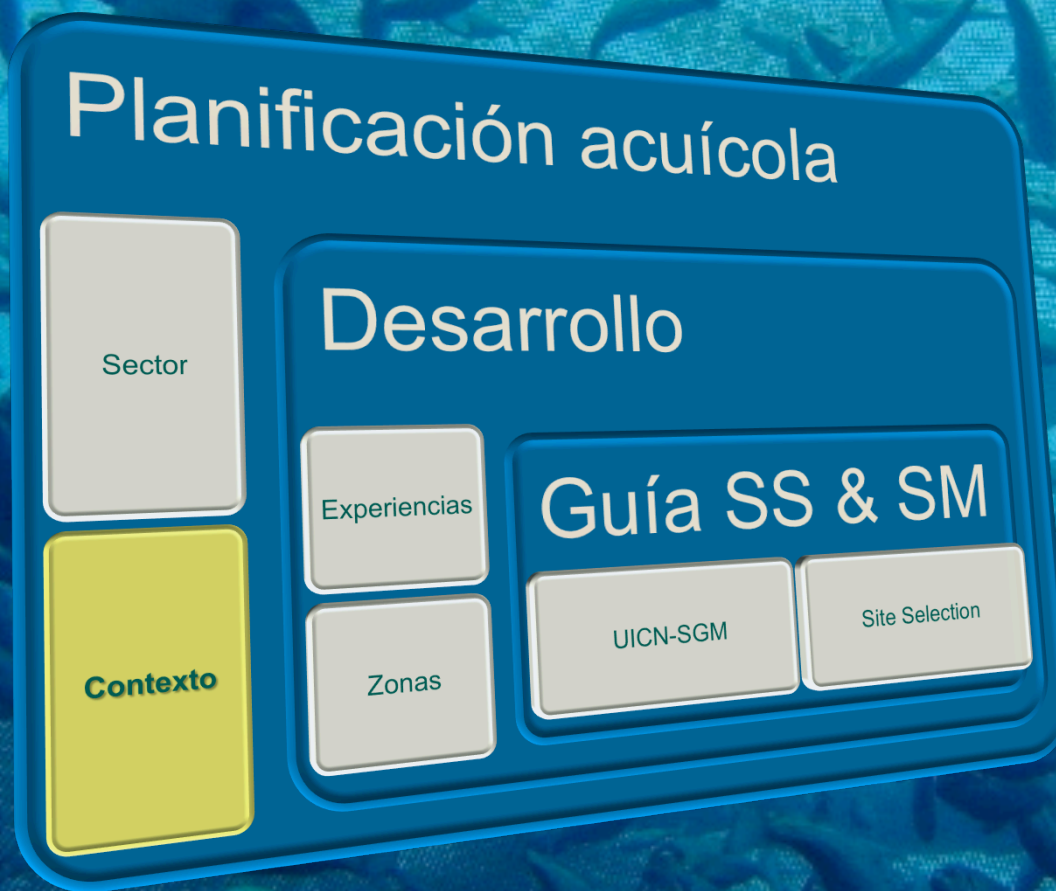 Planificación acuícola
Sector
Contexto
Desarrollo
Experiencias
Zonas
Guía SS & SM
UICN-SGM
Site Selection